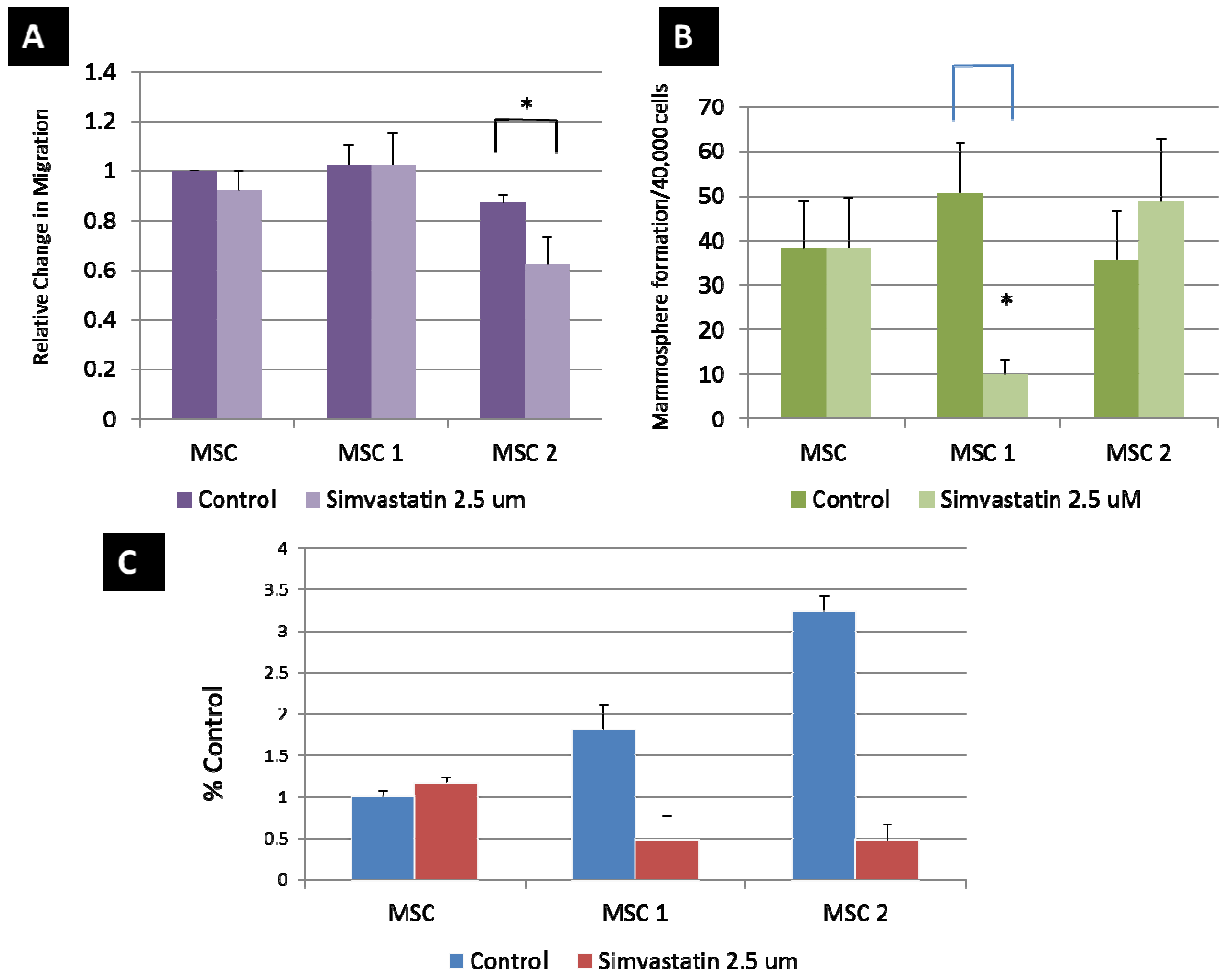 A
Relative Change in Migration
1.4
1.2
1
0.8
0.6
0.4
0.2
0
*
MSC
MSC 1
MSC 2
Control
Simvastatin 2.5 um
B
Mammosphere formation/40.000 cells
70
60
50
40
30
20
10
0
*
MSC
MSC 1
MSC 2
Control
Simvastatin 2.5 uM
C
% Control
4
3.5
3
2.5
2
1.5
1
0.5
0
MSC
MSC 1
MSC 2
Control
Simvastatin 2.5 um